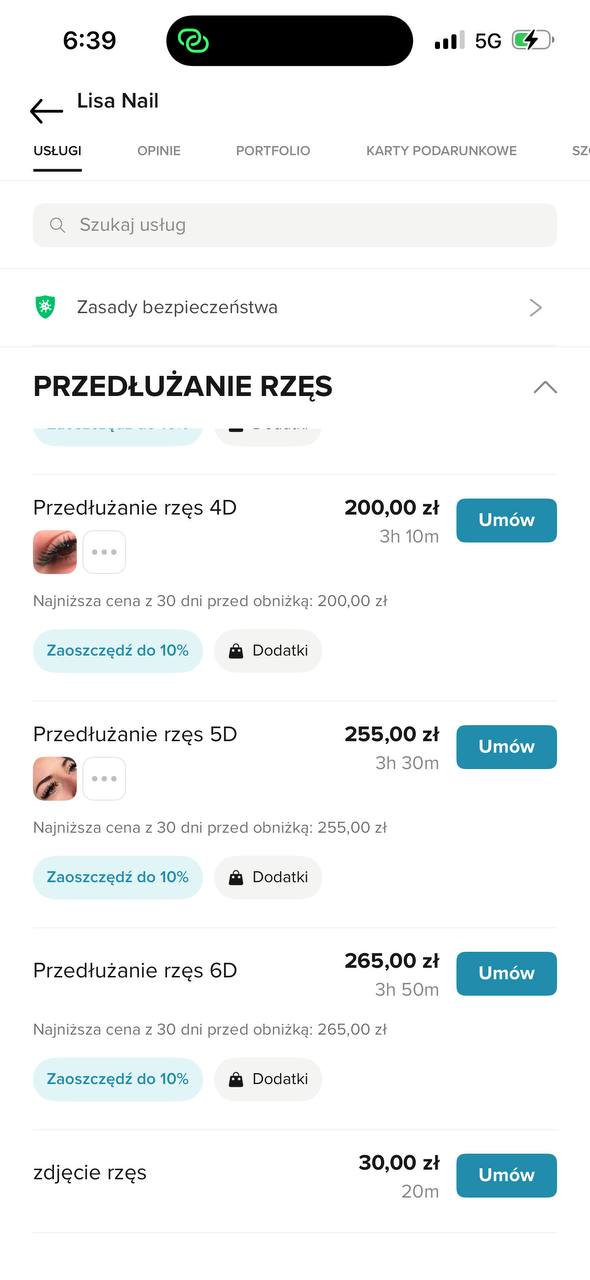 6:39
5G
Lisa Nail
USŁUGI
OPINIE
PORTFOLIO
KARTY PODARUNKOWE
Szukaj usług
Zasady bezpieczeństwa
PRZEDŁUŻANIE RZĘS
Przedłużanie rzęs 4D
200,00 zł
Umów
3h 10m
Najniższa cena z 30 dni przed obniżką: 200,00 zł
Zaoszczędź do 10%
Dodatki
Przedłużanie rzęs 5D
255,00 zł
Umów
3h 30m
Najniższa cena z 30 dni przed obniżką: 255,00 zł
Zaoszczędź do 10%
Dodatki
Przedłużanie rzęs 6D
265,00 zł
Umów
3h 50m
Najniższa cena z 30 dni przed obniżką: 265,00 zł
Zaoszczędź do 10%
Dodatki
zdjęcie rzęs
30,00 zł
Umów
20m